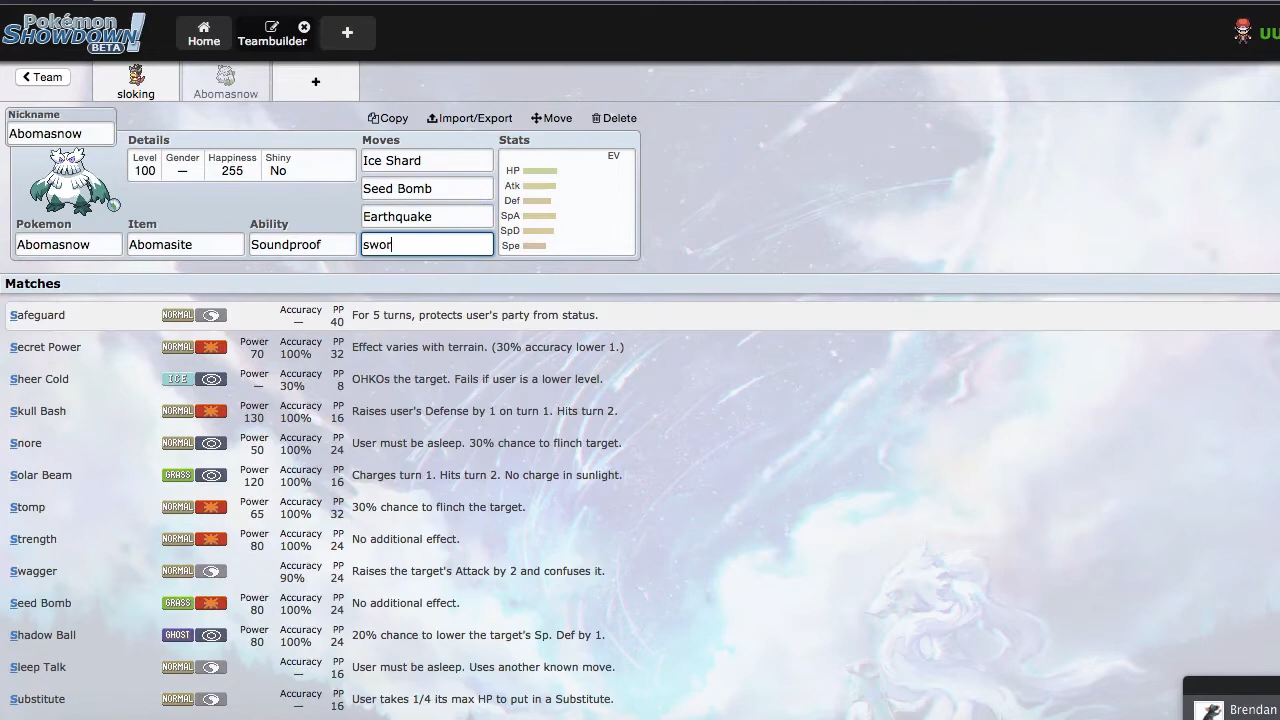 Pokémon
SHOWDOWN!
BETA
Home
Teambuilder
+
UU
Team
sloking
Abomasnow
+
Nickname
Abomasnow
Copy Import/Export Move Delete
Details
Level Gender Happiness Shiny
100 — 255 No
Moves
Ice Shard
Seed Bomb
Earthquake
swor
Stats
EV
HP
Atk
Def
SpA
SpD
Spe
Pokemon Item Ability
Abomasnow Abomasite Soundproof
Matches
Safeguard NORMAL Accuracy — PP 40 For 5 turns, protects user's party from status.
Secret Power NORMAL Power 70 Accuracy 100% PP 32 Effect varies with terrain. (30% accuracy lower 1.)
Sheer Cold ICE Power — Accuracy 30% PP 8 OHKOs the target. Fails if user is a lower level.
Skull Bash NORMAL Power 130 Accuracy 100% PP 16 Raises user's Defense by 1 on turn 1. Hits turn 2.
Snore NORMAL Power 50 Accuracy 100% PP 24 User must be asleep. 30% chance to flinch target.
Solar Beam GRASS Power 120 Accuracy 100% PP 16 Charges turn 1. Hits turn 2. No charge in sunlight.
Stomp NORMAL Power 65 Accuracy 100% PP 32 30% chance to flinch the target.
Strength NORMAL Power 80 Accuracy 100% PP 24 No additional effect.
Swagger NORMAL Accuracy 90% PP 24 Raises the target's Attack by 2 and confuses it.
Seed Bomb GRASS Power 80 Accuracy 100% PP 24 No additional effect.
Shadow Ball GHOST Power 80 Accuracy 100% PP 24 20% chance to lower the target's Sp. Def by 1.
Sleep Talk NORMAL Accuracy — PP 16 User must be asleep. Uses another known move.
Substitute NORMAL Accuracy — PP 16 User takes 1/4 its max HP to put in a Substitute.
Brendan